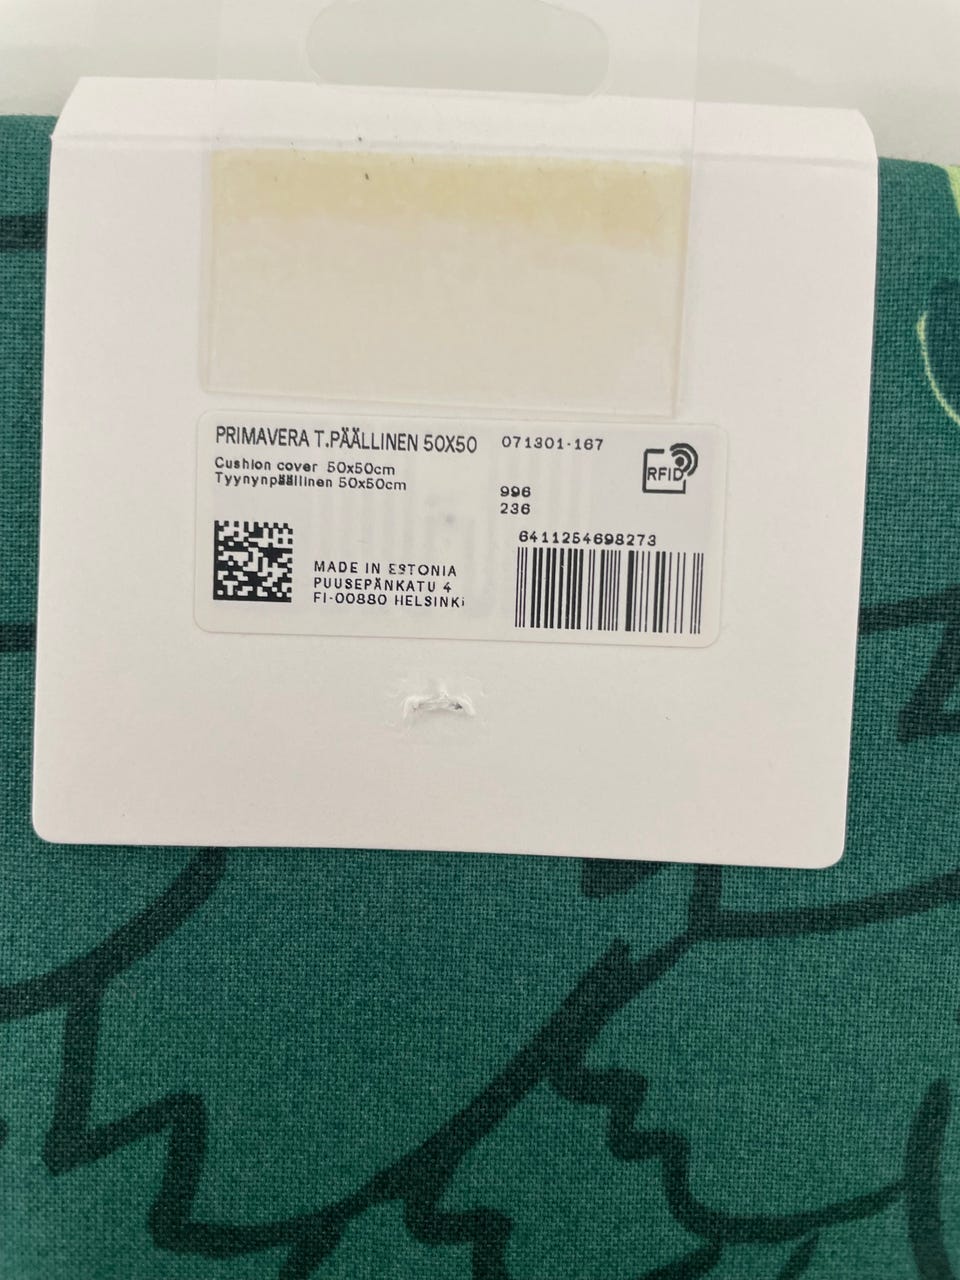 PRIMAVERA T.PÄÄLLINEN 50X50 071301-167
Cushion cover 50x50cm
Tyynynpäällinen 50x50cm
RFID
996
236
6411254698273
MADE IN ESTONIA
PUUSEPÄNKATU 4
FI-00880 HELSINKI